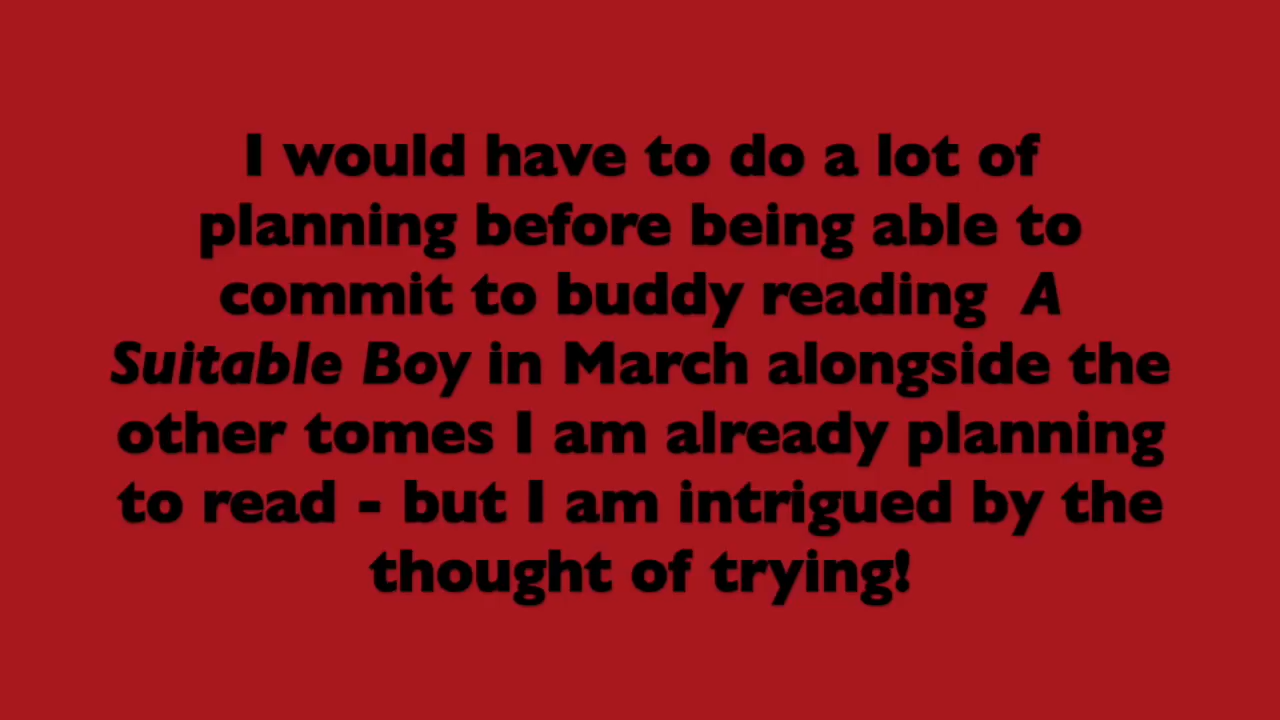 I would have to do a lot of
planning before being able to
commit to buddy reading  A
Suitable Boy in March alongside the
other tomes I am already planning
to read - but I am intrigued by the
thought of trying!